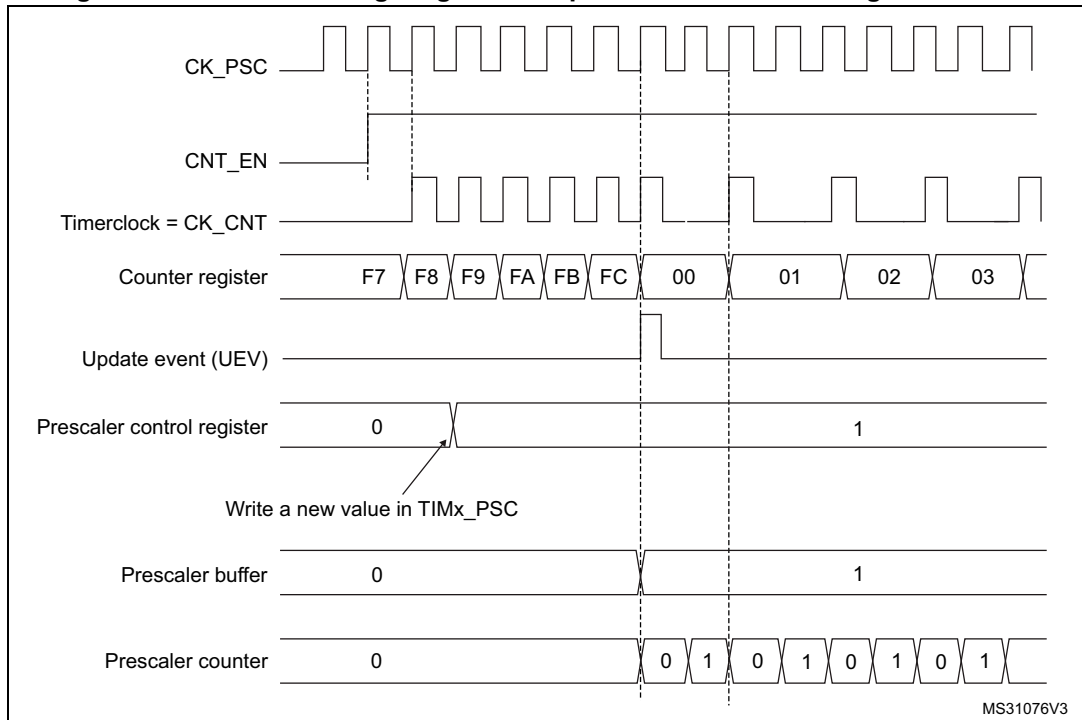 CK_PSC
CNT_EN
Timerclock = CK_CNT
Counter register F7 F8 F9 FA FB FC 00 01 02 03
Update event (UEV)
Prescaler control register 0 1
Write a new value in TIMx_PSC
Prescaler buffer 0 1
Prescaler counter 0 0 1 0 1 0 1 0 1
MS31076V3